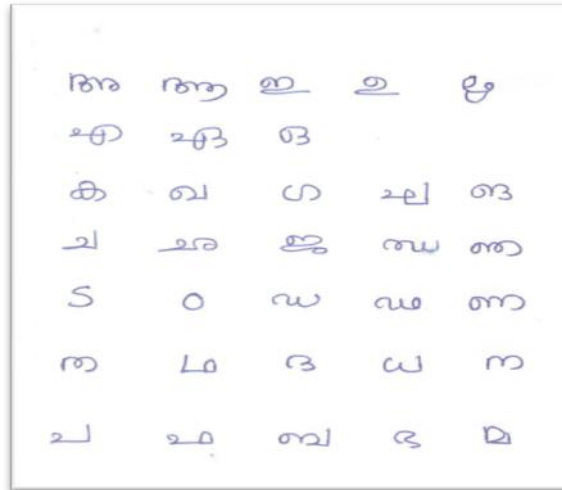 അ ആ ഇ ഉ ഋ
എ ഏ ഒ
ക ഖ ഗ ഘ ങ
ച ഛ ജ ഝ ഞ
ട ഠ ഡ ഢ ണ
ത ഥ ദ ധ ന
പ ഫ ബ ഭ മ